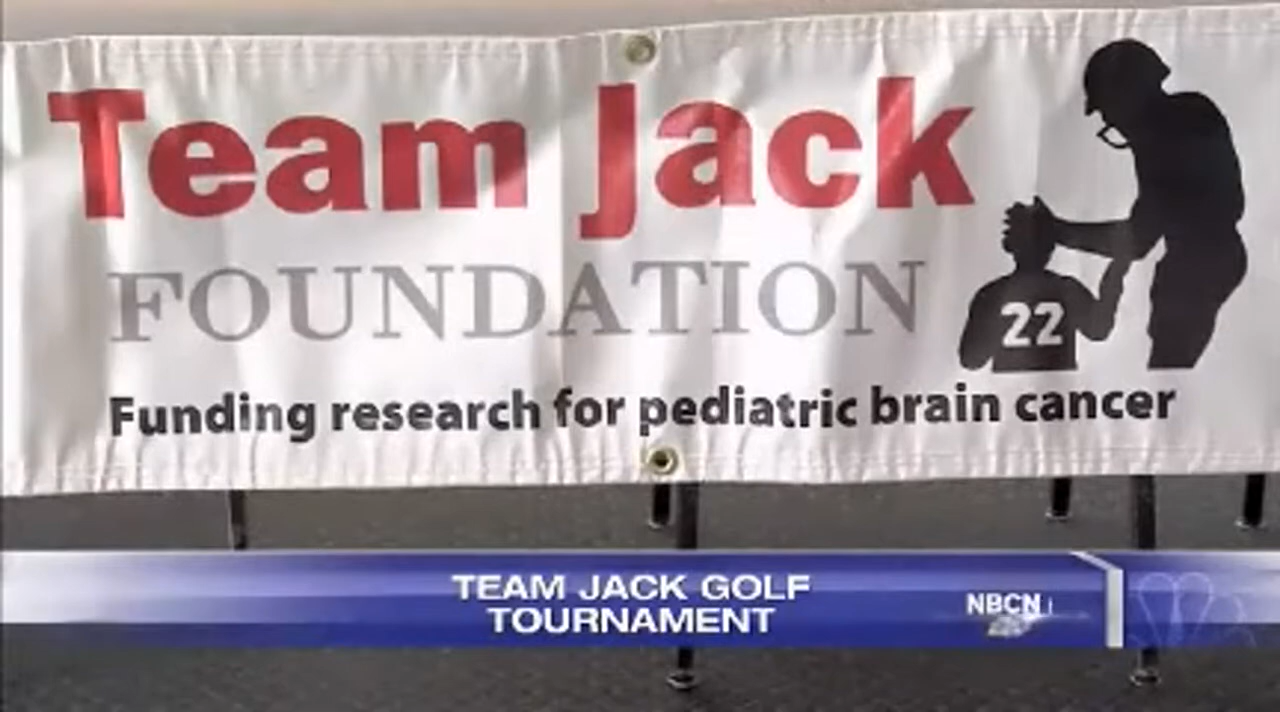 Team Jack
FOUNDATION
22
Funding research for pediatric brain cancer
TEAM JACK GOLF
TOURNAMENT
NBCN